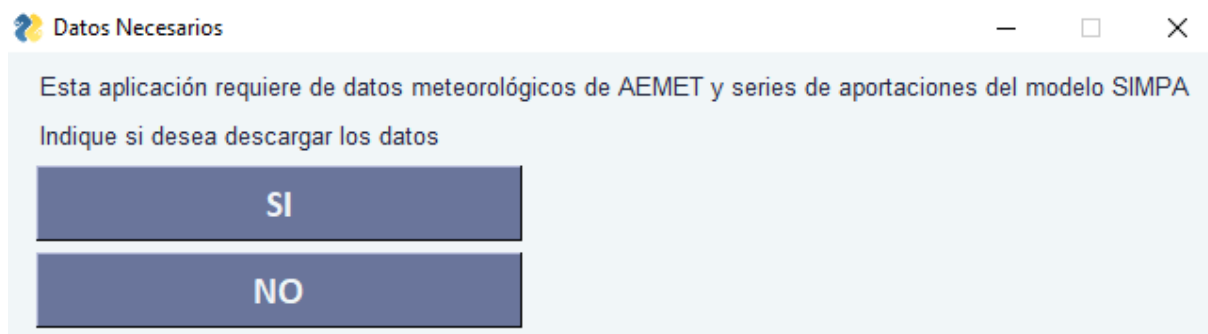 Datos Necesarios
Esta aplicación requiere de datos meteorológicos de AEMET y series de aportaciones del modelo SIMPA
Indique si desea descargar los datos
SI
NO